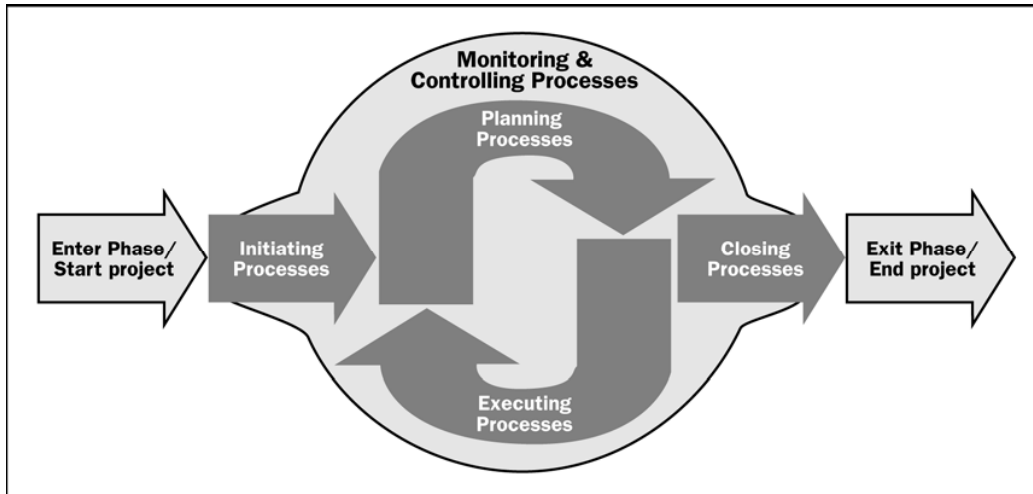 Monitoring &
Controlling Processes
Planning
Processes
Enter Phase/
Start project
Initiating
Processes
Closing
Processes
Exit Phase/
End project
Executing
Processes